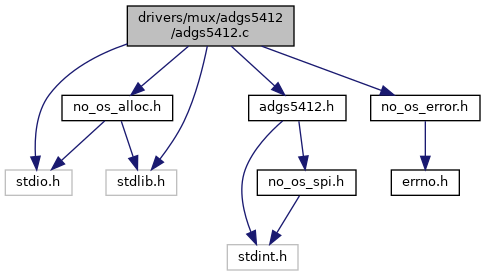 drivers/mux/adgs5412
/adgs5412.c
no_os_alloc.h
adgs5412.h
no_os_error.h
stdio.h
stdlib.h
no_os_spi.h
errno.h
stdint.h